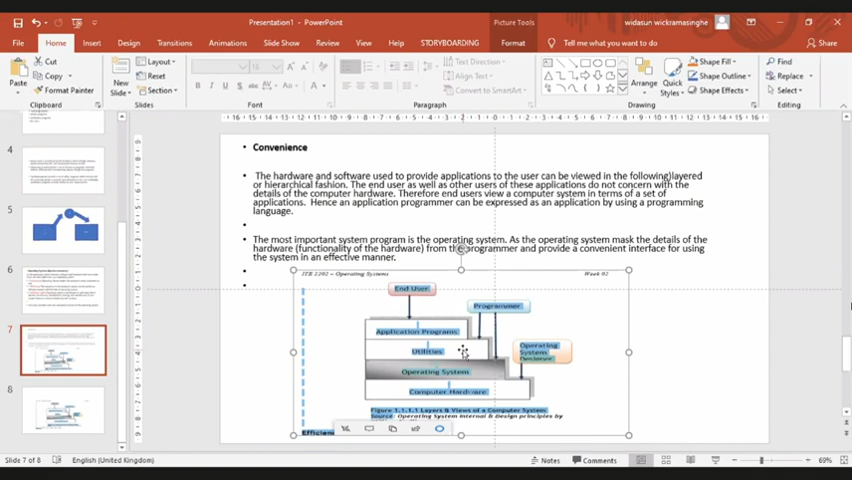 Presentation1 - PowerPoint
Picture Tools
widasun wickramasinghe
File Home Insert Design Transitions Animations Slide Show Review View Help STORYBOARDING Format Tell me what you want to do Share
Cut
Copy
Format Painter
Paste
Clipboard
New
Slide
Layout
Reset
Section
Slides
Font
Text Direction
Align Text
Convert to SmartArt
Paragraph
Arrange
Quick
Styles
Shape Fill
Shape Outline
Shape Effects
Drawing
Find
Replace
Select
Editing
4
5
6
7
8
• Convenience
• The hardware and software used to provide applications to the user can be viewed in the following layered
or hierarchical fashion. The end user as well as other users of these applications do not concern with the
details of the computer hardware. Therefore end users view a computer system in terms of a set of
applications. Hence an application programmer can be expressed as an application by using a programming
language.
• The most important system program is the operating system. As the operating system mask the details of the
hardware (functionality of the hardware) from the programmer and provide a convenient interface for using
the system in an effective manner.
ITE 2202 – Operating Systems Week 02
End User
Programmer
Application Programs
Utilities
Operating
System
Designer
Operating System
Computer Hardware
Figure 1.1.1.1 Layers & Views of a Computer System
Source: Operating System Internal & Design principles by
Efficien
Slide 7 of 8 English (United Kingdom) Notes Comments 69%